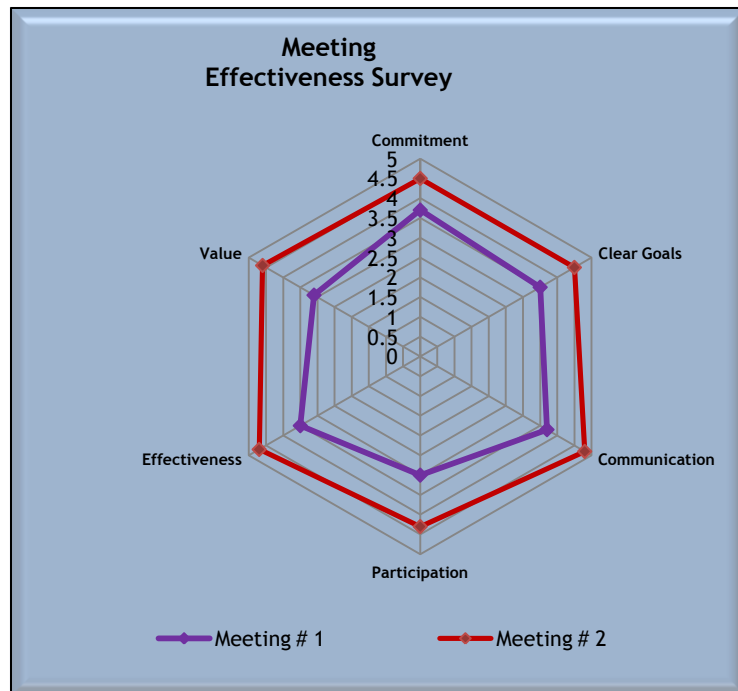 Meeting
Effectiveness Survey
Commitment
5
4.5
4
3.5
3
2.5
2
1.5
1
0.5
0
Value
Clear Goals
Effectiveness
Communication
Participation
Meeting # 1
Meeting # 2